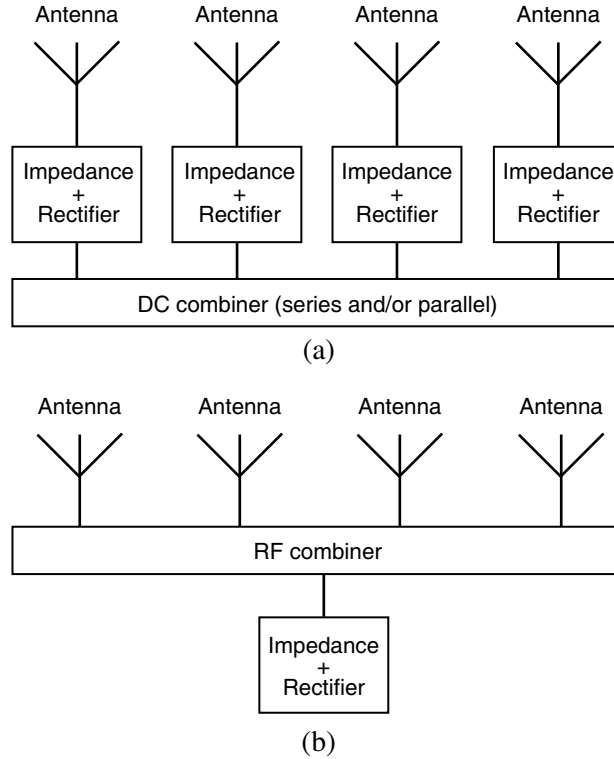 Antenna Antenna Antenna Antenna
Impedance Impedance Impedance Impedance
+ + + +
Rectifier Rectifier Rectifier Rectifier
DC combiner (series and/or parallel)
(a)
Antenna Antenna Antenna Antenna
RF combiner
Impedance
+
Rectifier
(b)